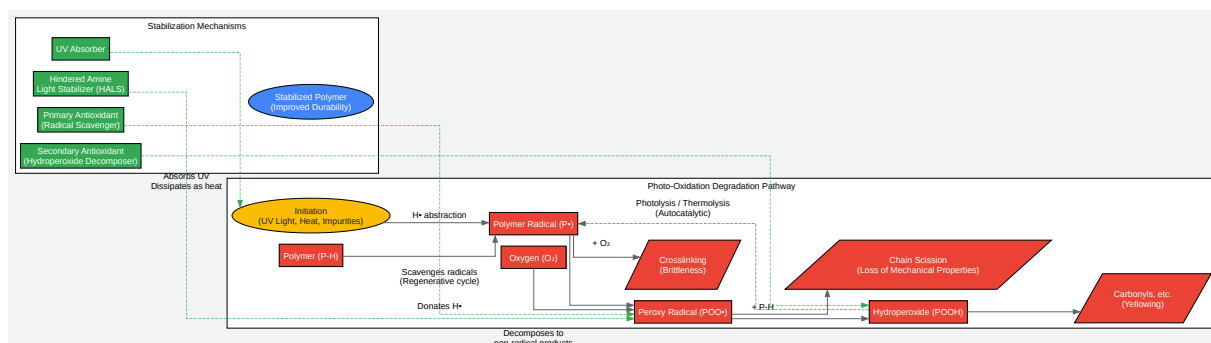 Stabilization Mechanisms
UV Absorber
Hindered Amine
Light Stabilizer (HALS)
Stabilized Polymer
(Improved Durability)
Primary Antioxidant
(Radical Scavenger)
Secondary Antioxidant
(Hydroperoxide Decomposer)
Absorbs UV
Dissipates as heat
Photo-Oxidation Degradation Pathway
Initiation
(UV Light, Heat, Impurities)
H• abstraction
Polymer Radical (P•)
Photolysis / Thermolysis
(Autocatalytic)
+ O₂
Polymer (P-H)
Oxygen (O₂)
Crosslinking
(Brittleness)
Chain Scission
(Loss of Mechanical Properties)
Scavenges radicals
(Regenerative cycle)
Donates H•
Peroxy Radical (POO•)
+ P-H
Hydroperoxide (POOH)
Carbonyls, etc.
(Yellowing)
Decomposes to
non-radical products